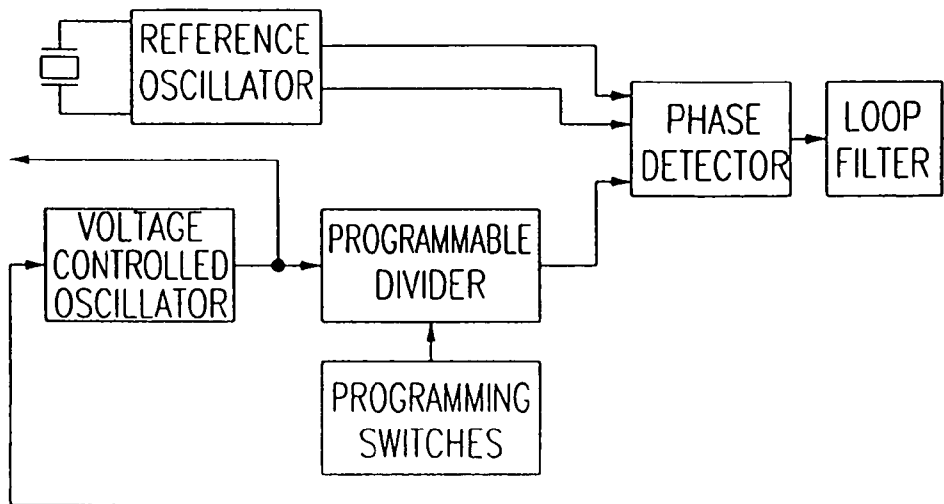 REFERENCE
OSCILLATOR
PHASE
DETECTOR
LOOP
FILTER
VOLTAGE
CONTROLLED
OSCILLATOR
PROGRAMMABLE
DIVIDER
PROGRAMMING
SWITCHES